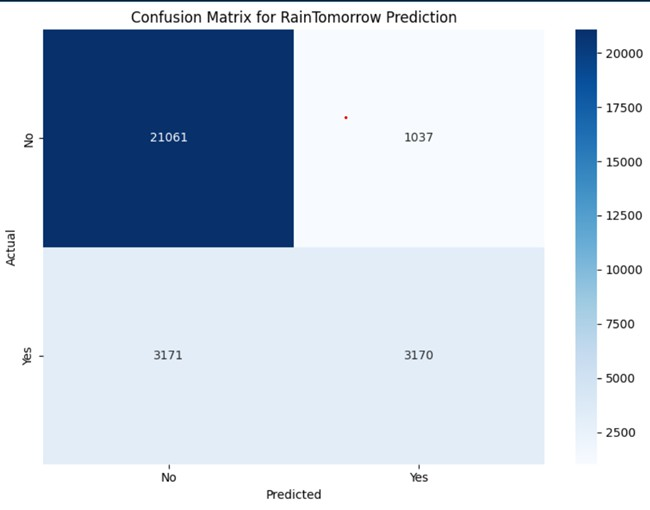 Confusion Matrix for RainTomorrow Prediction
No
21061
1037
Actual
Yes
3171
3170
No
Yes
Predicted
20000
17500
15000
12500
10000
7500
5000
2500